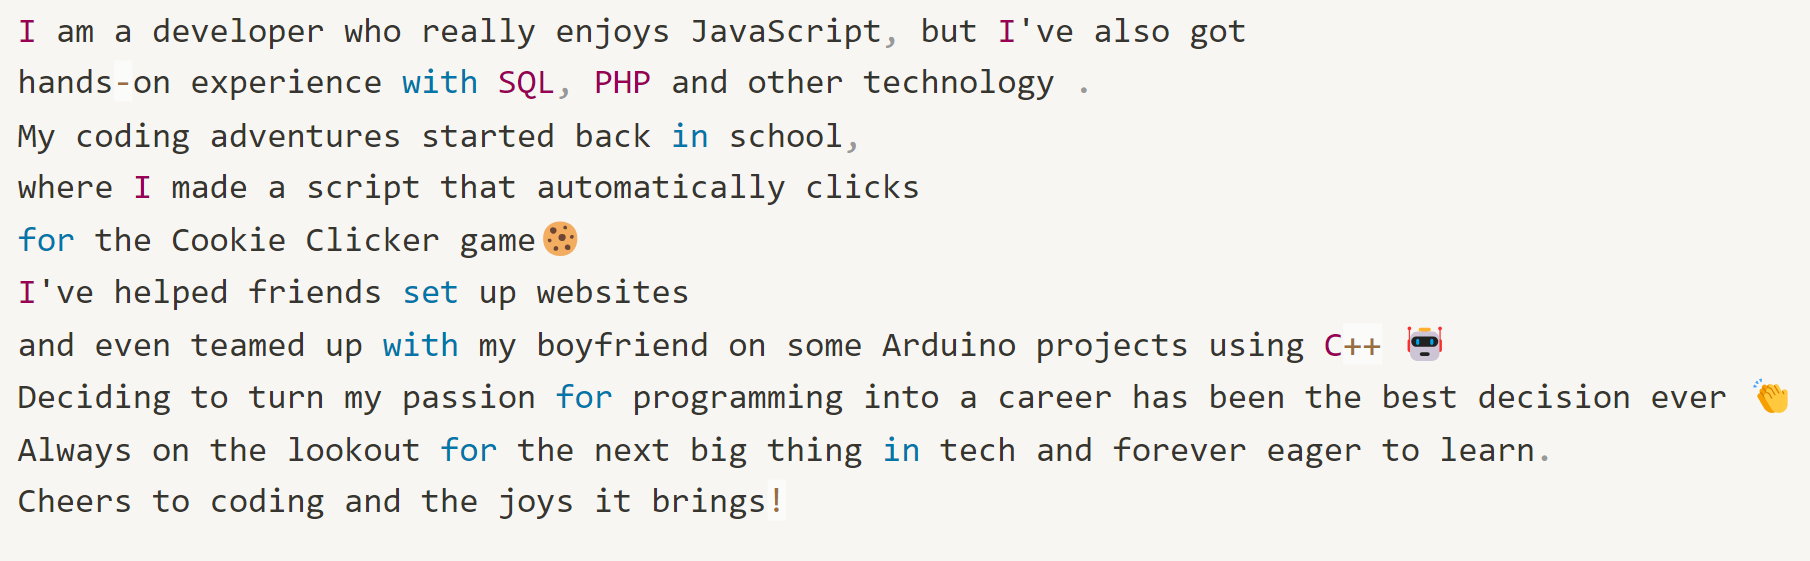 I am a developer who really enjoys JavaScript, but I've also got
hands-on experience with SQL, PHP and other technology .
My coding adventures started back in school,
where I made a script that automatically clicks
for the Cookie Clicker game🍪
I've helped friends set up websites
and even teamed up with my boyfriend on some Arduino projects using C++ 🤖
Deciding to turn my passion for programming into a career has been the best decision ever 👏
Always on the lookout for the next big thing in tech and forever eager to learn.
Cheers to coding and the joys it brings!